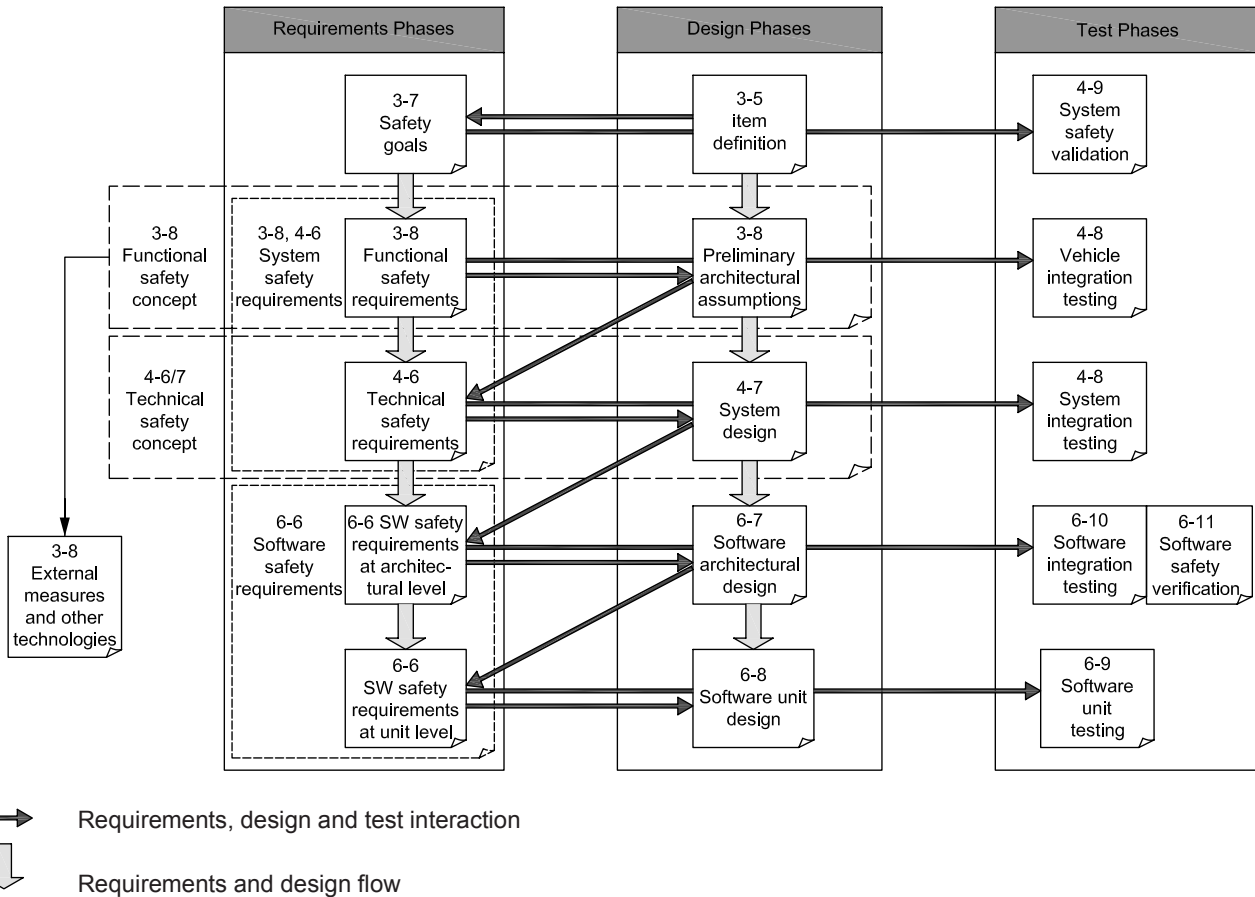 Requirements Phases
Design Phases
Test Phases
3-7
Safety
goals
3-5
item
definition
4-9
System
safety
validation
3-8
Functional
safety
concept
3-8, 4-6
System
safety
requirements
3-8
Functional
safety
requirements
3-8
Preliminary
architectural
assumptions
4-8
Vehicle
integration
testing
4-6/7
Technical
safety
concept
4-6
Technical
safety
requirements
4-7
System
design
4-8
System
integration
testing
3-8
External
measures
and other
technologies
6-6
Software
safety
requirements
6-6 SW safety
requirements
at architec-
tural level
6-7
Software
architectural
design
6-10
Software
integration
testing
6-11
Software
safety
verification
6-6
SW safety
requirements
at unit level
6-8
Software unit
design
6-9
Software
unit
testing
Requirements, design and test interaction
Requirements and design flow